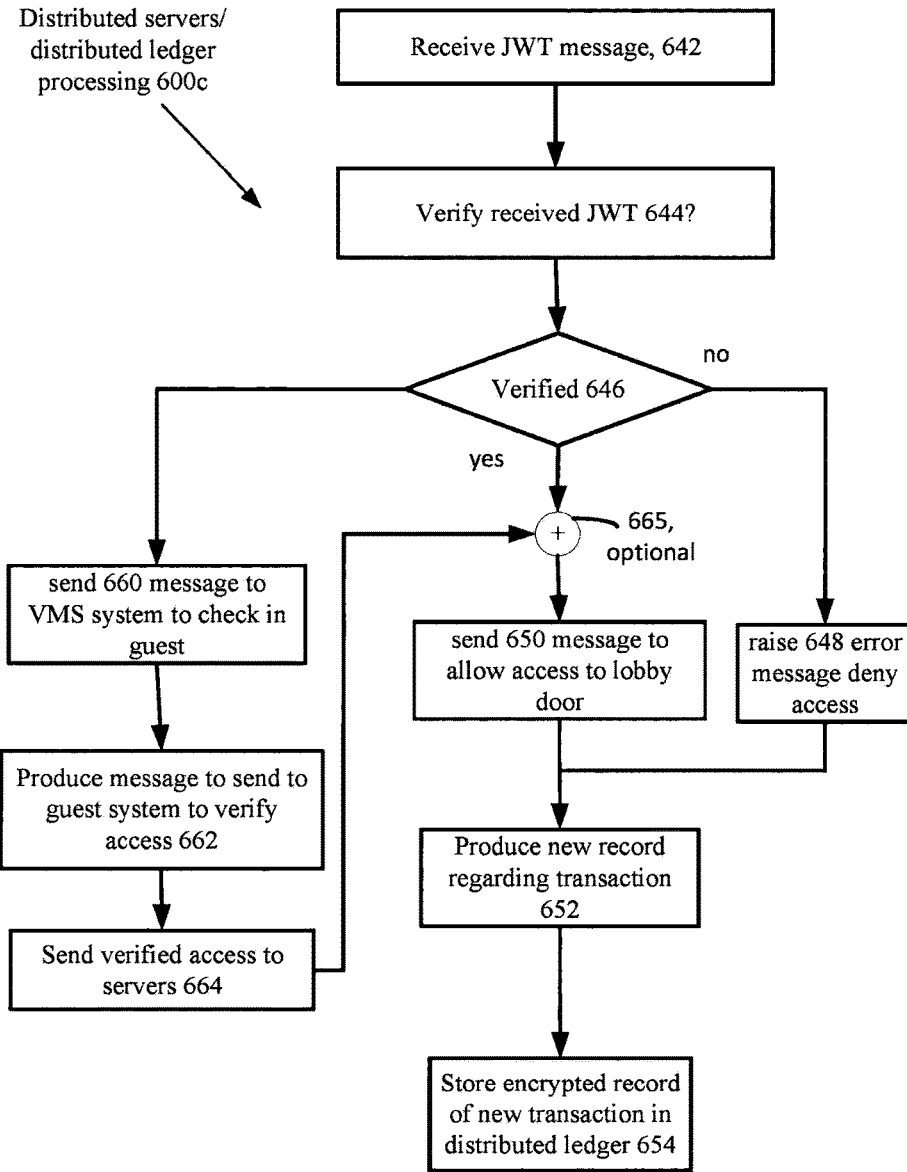 Distributed servers/
distributed ledger
processing 600c
Receive JWT message, 642
Verify received JWT 644?
Verified 646
no
yes
+
665,
optional
send 660 message to
VMS system to check in
guest
send 650 message to
allow access to lobby
door
raise 648 error
message deny
access
Produce message to send to
guest system to verify
access 662
Produce new record
regarding transaction
652
Send verified access to
servers 664
Store encrypted record
of new transaction in
distributed ledger 654